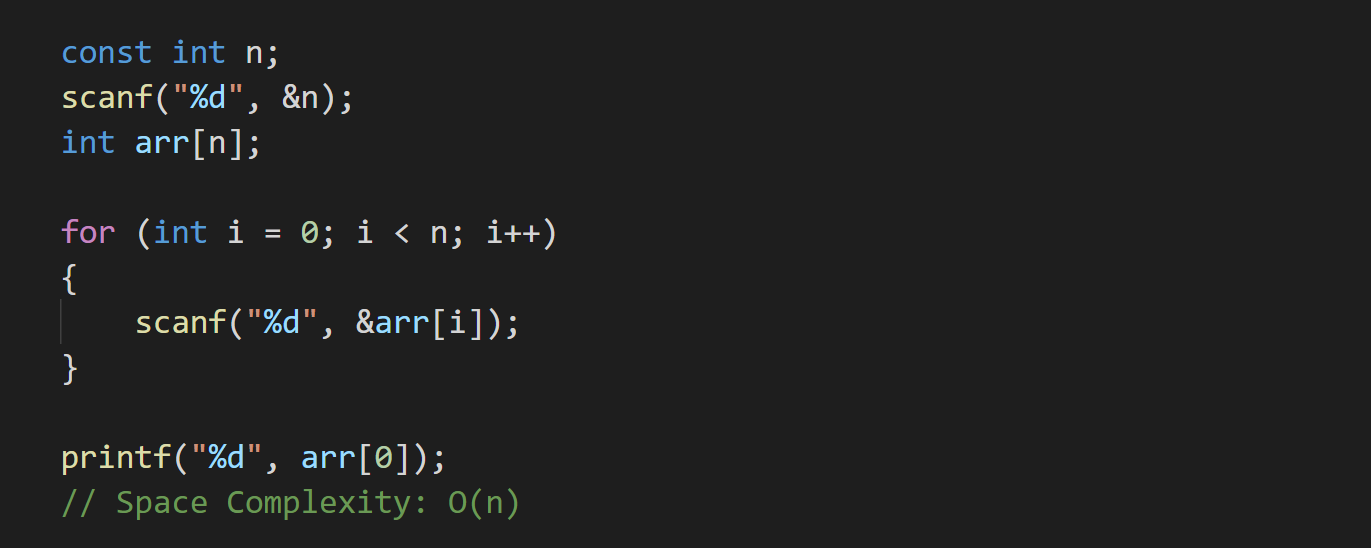 const int n;
scanf("%d", &n);
int arr[n];
for (int i = 0; i < n; i++)
{
scanf("%d", &arr[i]);
}
printf("%d", arr[0]);
// Space Complexity: O(n)